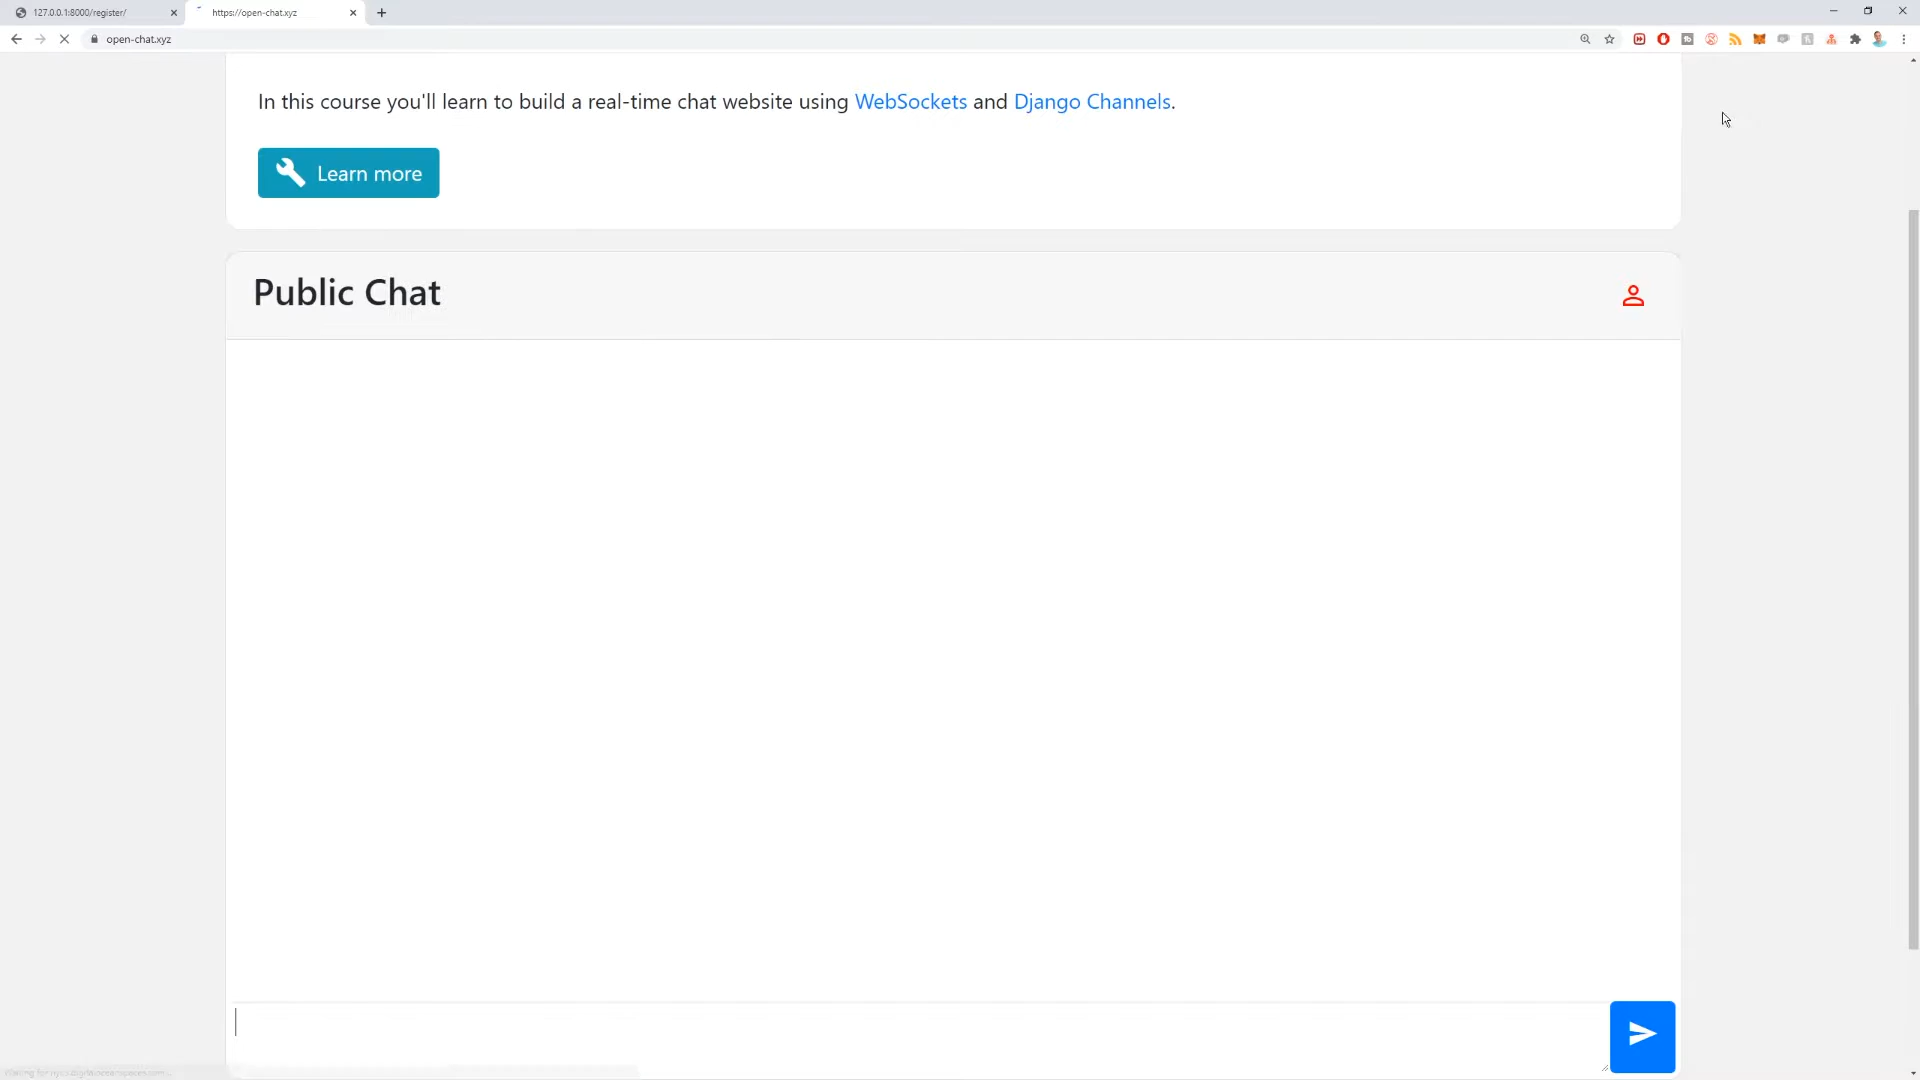 127.0.0.1:8000/register/
https://open-chat.xyz
open-chat.xyz
In this course you'll learn to build a real-time chat website using WebSockets and Django Channels.
Learn more
Public Chat